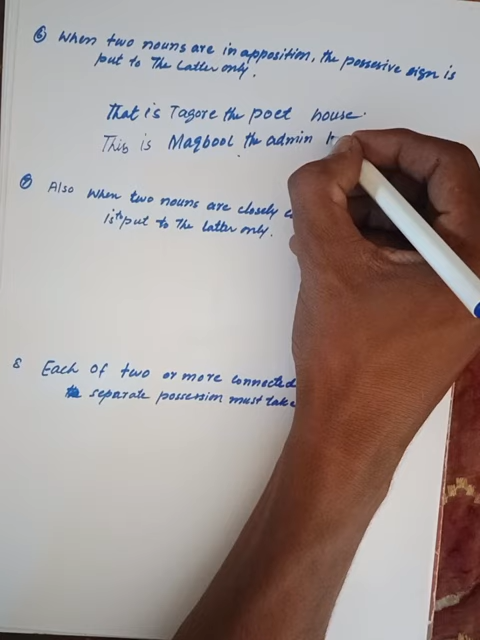 6 When two nouns are in apposition, the possessive sign is
put to The Latter only.
That is Tagore the poet house.
This is Maqbool the admin h
7 Also When two nouns are closely c
is put to The latter only.
8 Each of two or more connected
separate possession must take